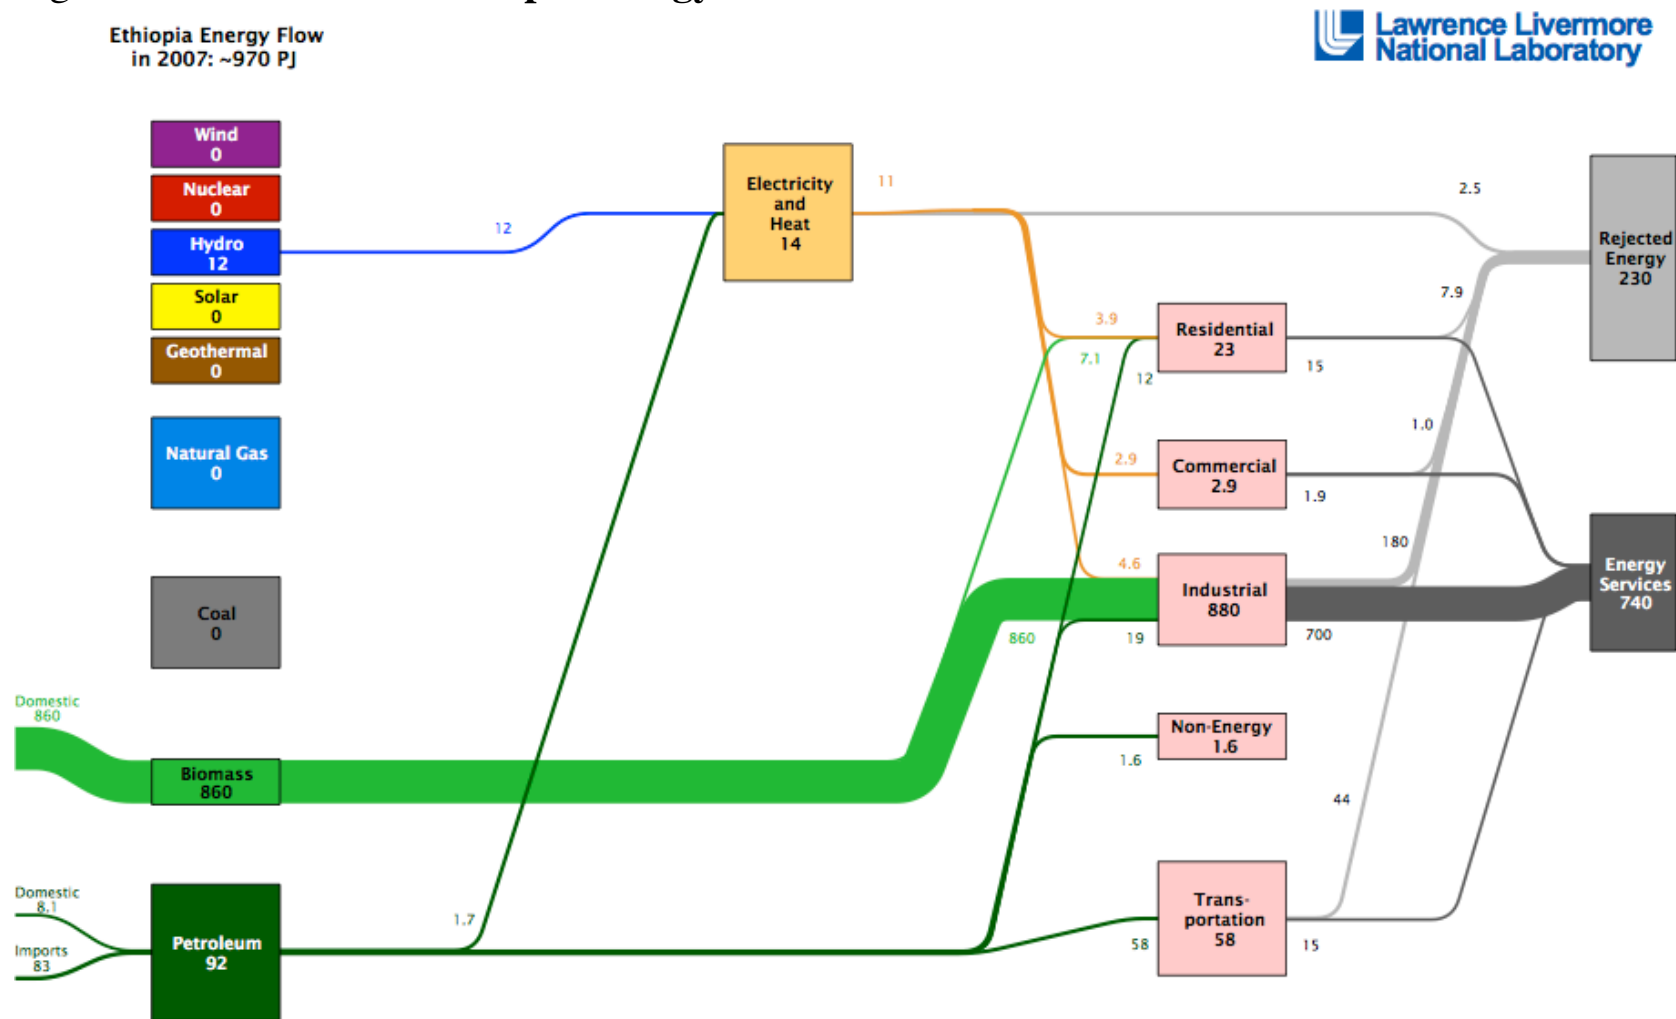 Ethiopia Energy Flow
in 2007: ~970 PJ
Lawrence Livermore
National Laboratory
Wind
0
Nuclear
0
Hydro
12
Solar
0
Geothermal
0
Natural Gas
0
Coal
0
Domestic
860
Biomass
860
Domestic
8.1
Imports
83
Petroleum
92
12
1.7
Electricity
and
Heat
14
11
3.9
7.1
12
2.9
4.6
860
19
1.6
58
Residential
23
Commercial
2.9
Industrial
880
Non-Energy
1.6
Trans-
portation
58
2.5
7.9
15
1.0
1.9
180
700
44
15
Rejected
Energy
230
Energy
Services
740